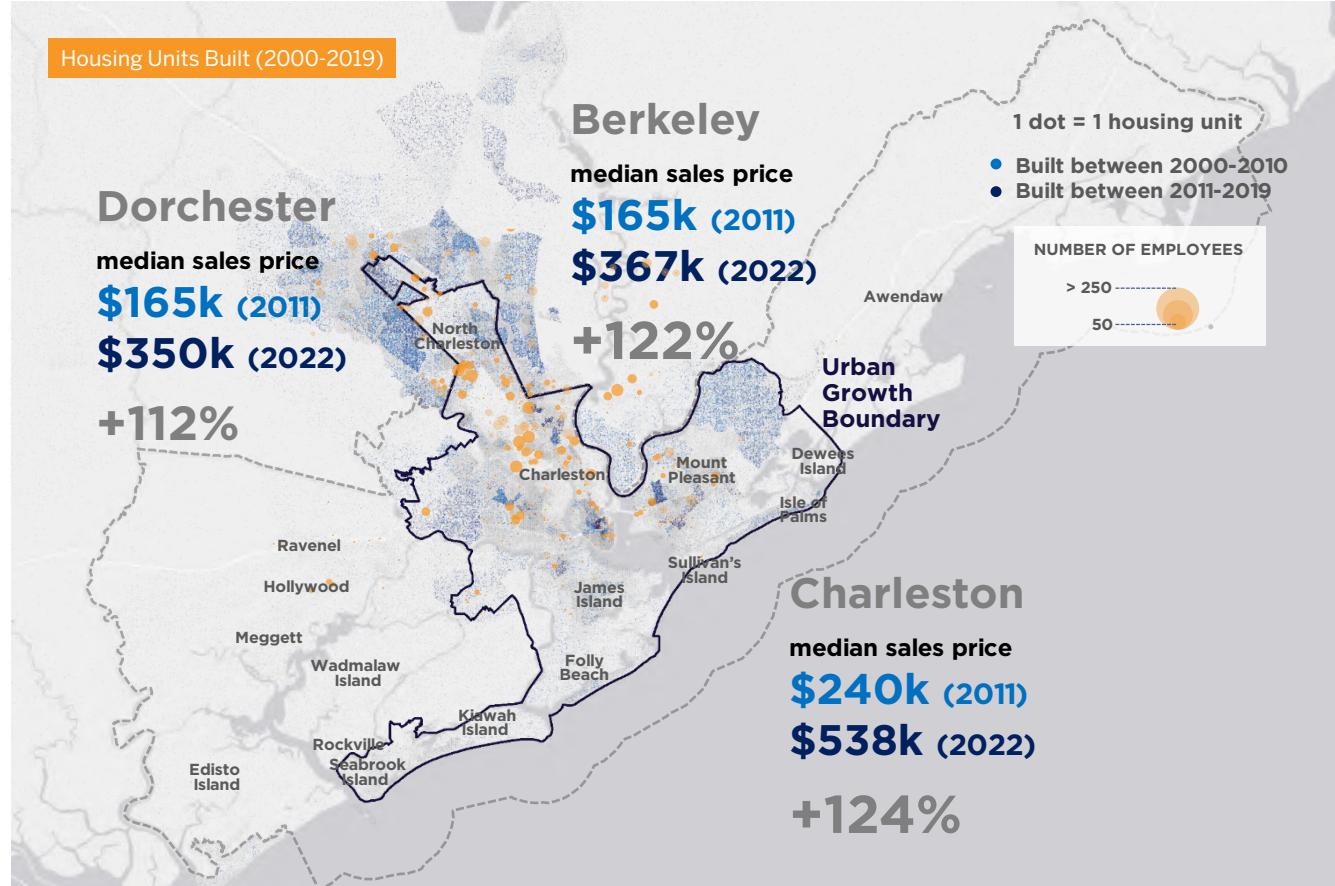 Housing Units Built (2000-2019)
Berkeley
median sales price
$165k (2011)
$367k (2022)
+122%
1 dot = 1 housing unit
Built between 2000-2010
Built between 2011-2019
NUMBER OF EMPLOYEES
> 250
50
Dorchester
median sales price
$165k (2011)
$350k (2022)
+112%
Awendaw
North
Charleston
Urban
Growth
Boundary
Charleston
Mount
Pleasant
Dewees
Island
Isle of
Palms
Ravenel
Hollywood
Meggett
Sullivan's
Island
James
Island
Wadmalaw
Island
Folly
Beach
Kiawah
Island
Rockville
Seabrook
Island
Edisto
Island
Charleston
median sales price
$240k (2011)
$538k (2022)
+124%